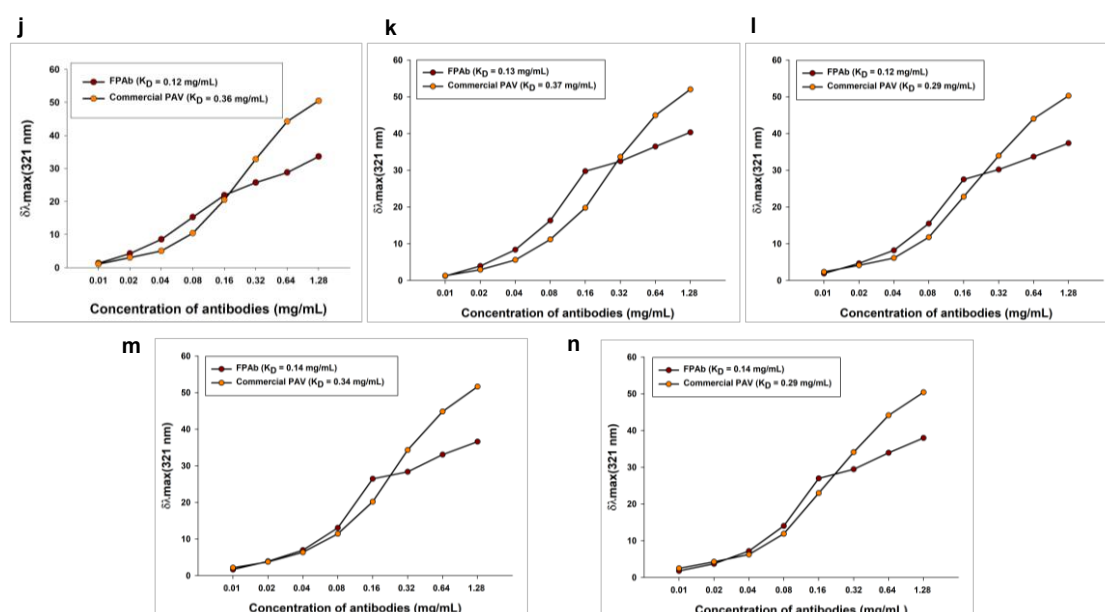 j
FPAb (KD = 0.12 mg/mL)
Commercial PAV (KD = 0.36 mg/mL)
60
50
40
30
20
10
0
δλmax(321 nm)
0.01 0.02 0.04 0.08 0.16 0.32 0.64 1.28
Concentration of antibodies (mg/mL)
k
FPAb (KD = 0.13 mg/mL)
Commercial PAV (KD = 0.37 mg/mL)
60
50
40
30
20
10
0
δλmax(321 nm)
0.01 0.02 0.04 0.08 0.16 0.32 0.64 1.28
Concentration of antibodies (mg/mL)
l
FPAb (KD = 0.12 mg/mL)
Commercial PAV (KD = 0.29 mg/mL)
60
50
40
30
20
10
0
δλmax(321 nm)
0.01 0.02 0.04 0.08 0.16 0.32 0.64 1.28
Concentration of antibodies (mg/mL)
m
FPAb (KD = 0.14 mg/mL)
Commercial PAV (KD = 0.34 mg/mL)
60
50
40
30
20
10
0
δλmax(321 nm)
0.01 0.02 0.04 0.08 0.16 0.32 0.64 1.28
Concentration of antibodies (mg/mL)
n
FPAb (KD = 0.14 mg/mL)
Commercial PAV (KD = 0.29 mg/mL)
60
50
40
30
20
10
0
δλmax(321 nm)
0.01 0.02 0.04 0.08 0.16 0.32 0.64 1.28
Concentration of antibodies (mg/mL)